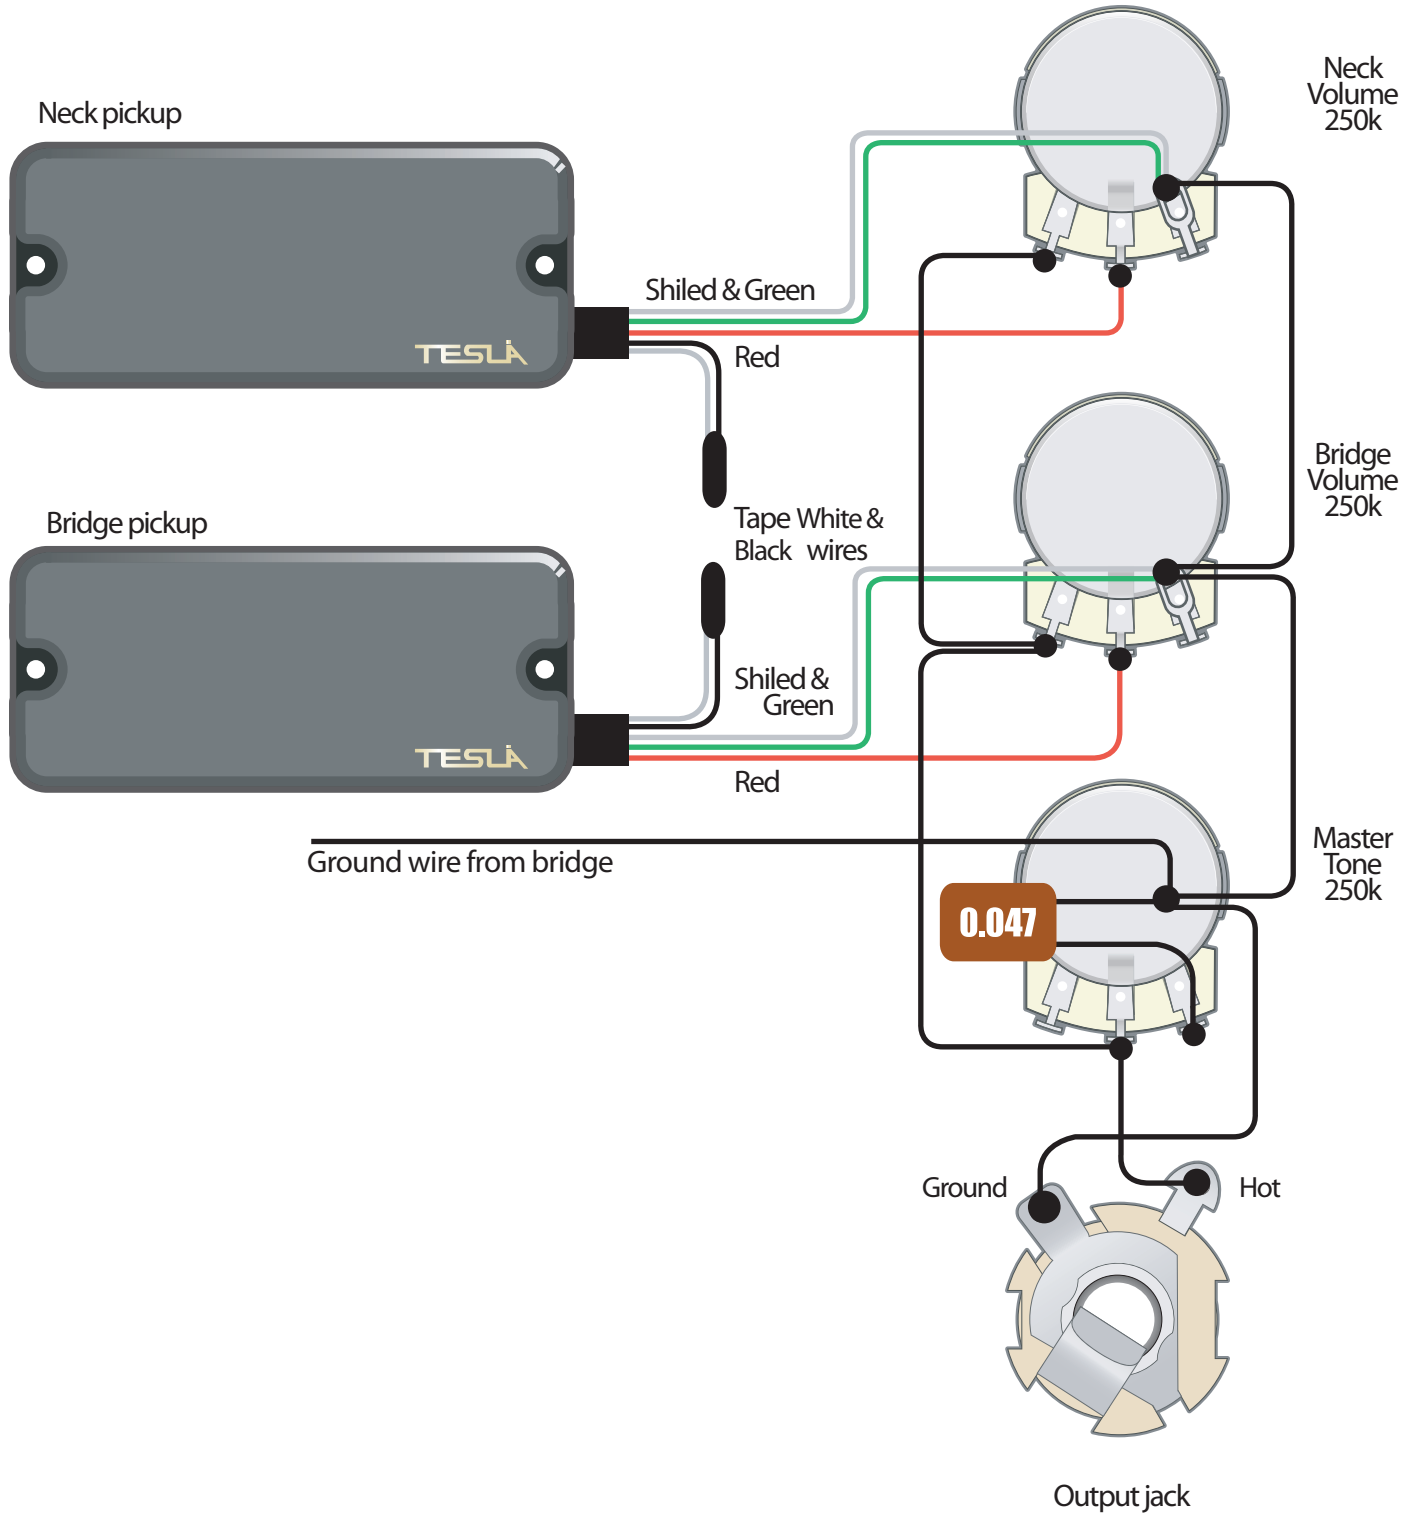 Neck pickup
Neck
Volume
250k
Shiled & Green
TESLA
Red
Bridge
Volume
250k
Bridge pickup
Tape White &
Black wires
Shiled &
Green
TESLA
Red
Master
Tone
250k
Ground wire from bridge
0.047
Ground
Hot
Output jack